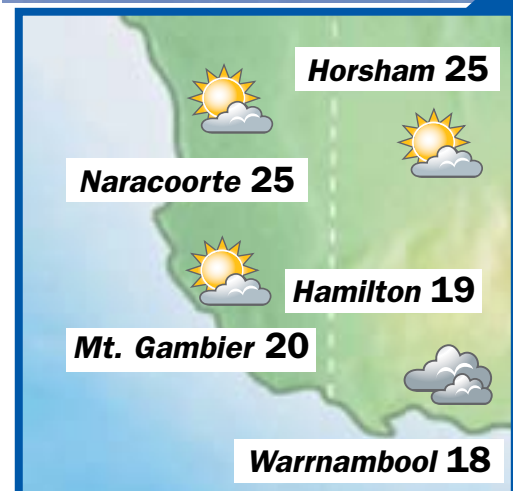 Horsham 25
Naracoorte 25
Hamilton 19
Mt. Gambier 20
Warrnambool 18